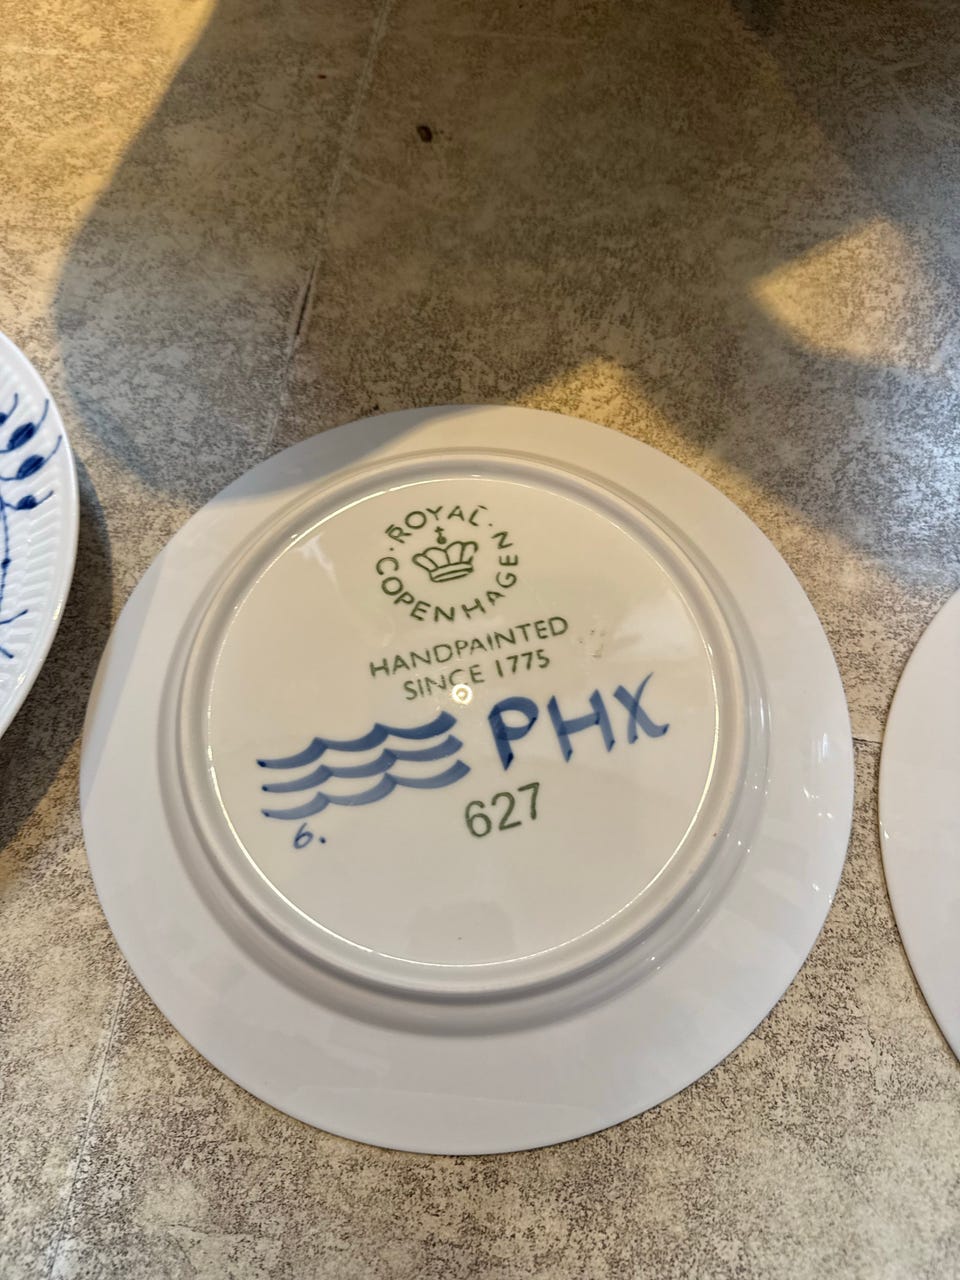 ROYAL
COPENHAGEN
HANDPAINTED
SINCE 1775
PHX
6.
627